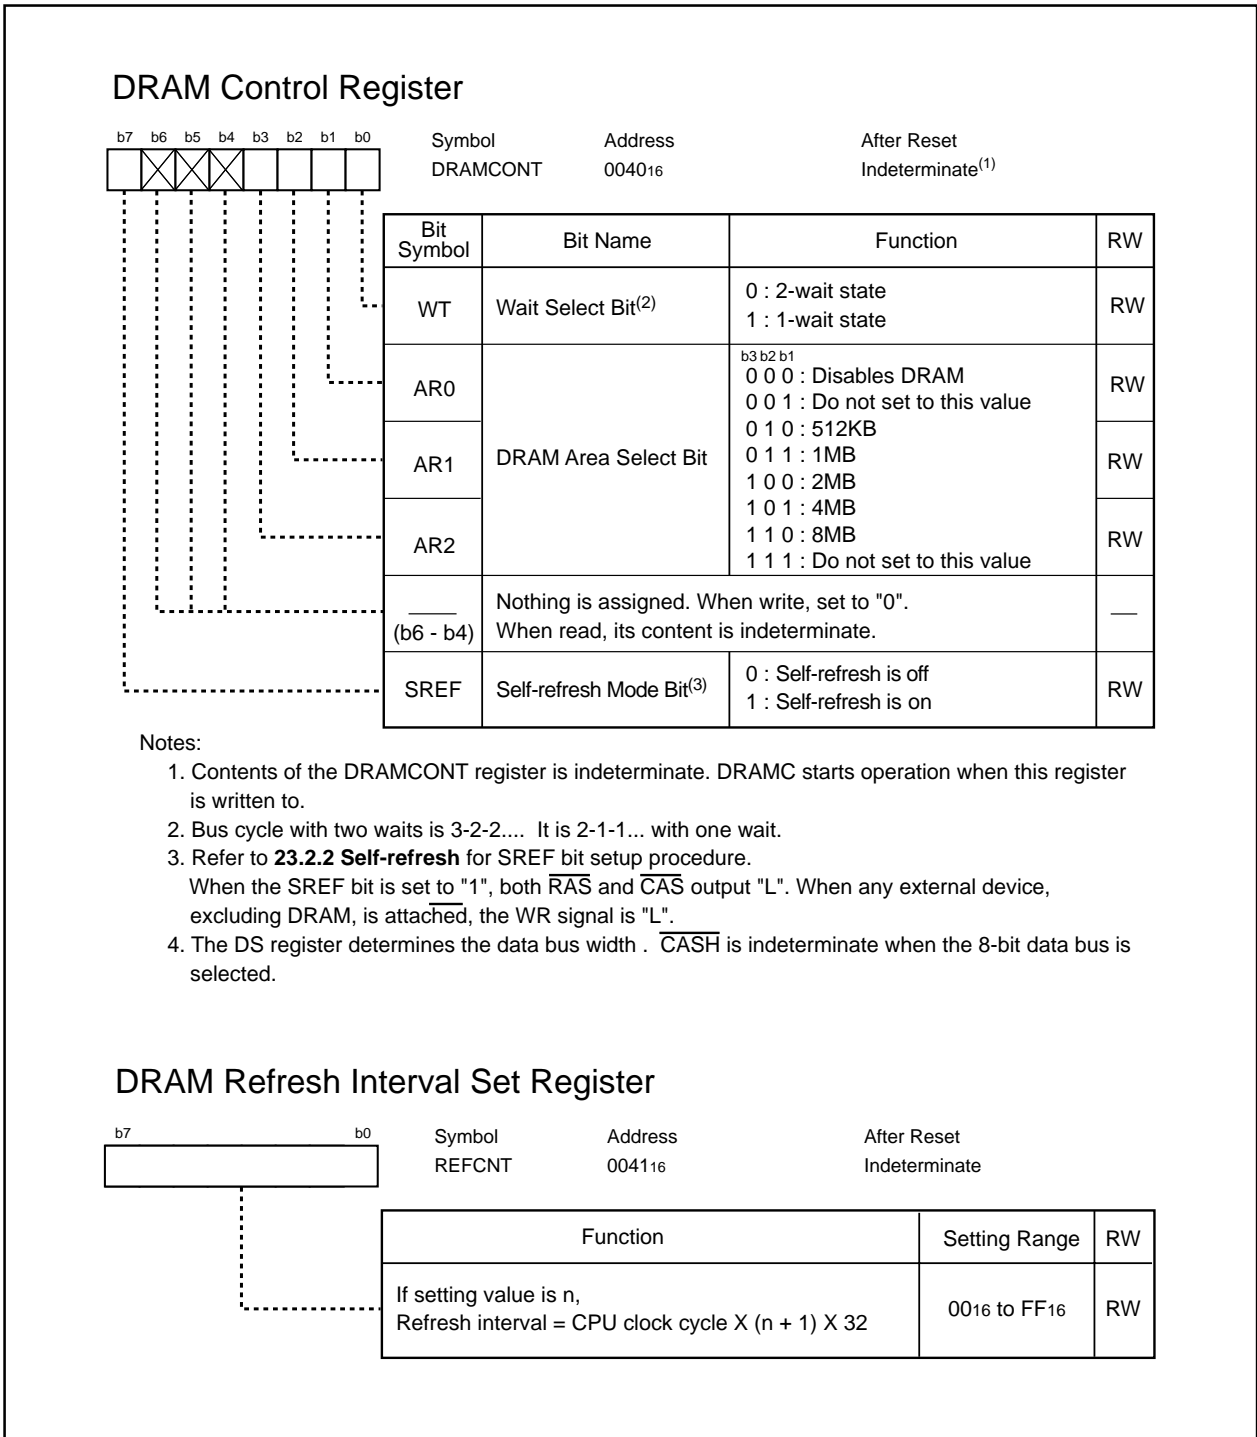 DRAM Control Register
b7 b6 b5 b4 b3 b2 b1 b0
Symbol Address After Reset
DRAMCONT 004016 Indeterminate(1)
Bit Symbol Bit Name Function RW
WT Wait Select Bit(2) 0 : 2-wait state RW
1 : 1-wait state
b3 b2 b1
AR0 0 0 0 : Disables DRAM RW
0 0 1 : Do not set to this value
0 1 0 : 512KB
AR1 DRAM Area Select Bit 0 1 1 : 1MB RW
1 0 0 : 2MB
1 0 1 : 4MB
AR2 1 1 0 : 8MB RW
1 1 1 : Do not set to this value
Nothing is assigned. When write, set to "0".
(b6 - b4) When read, its content is indeterminate.
SREF Self-refresh Mode Bit(3) 0 : Self-refresh is off RW
1 : Self-refresh is on
Notes:
1. Contents of the DRAMCONT register is indeterminate. DRAMC starts operation when this register
is written to.
2. Bus cycle with two waits is 3-2-2.... It is 2-1-1... with one wait.
3. Refer to 23.2.2 Self-refresh for SREF bit setup procedure.
When the SREF bit is set to "1", both RAS and CAS output "L". When any external device,
excluding DRAM, is attached, the WR signal is "L".
4. The DS register determines the data bus width . CASH is indeterminate when the 8-bit data bus is
selected.
DRAM Refresh Interval Set Register
b7 b0
Symbol Address After Reset
REFCNT 004116 Indeterminate
Function Setting Range RW
If setting value is n,
Refresh interval = CPU clock cycle X (n + 1) X 32 0016 to FF16 RW